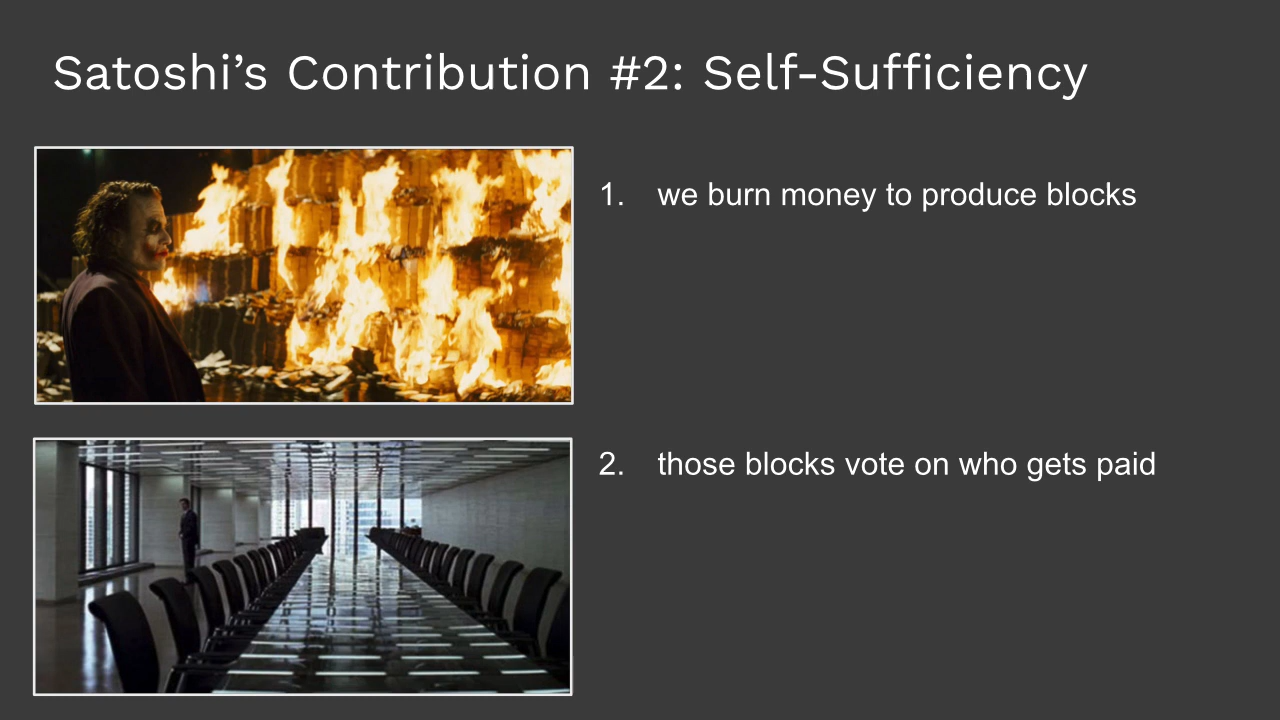 Satoshi’s Contribution #2: Self-Sufficiency
1. we burn money to produce blocks
2. those blocks vote on who gets paid